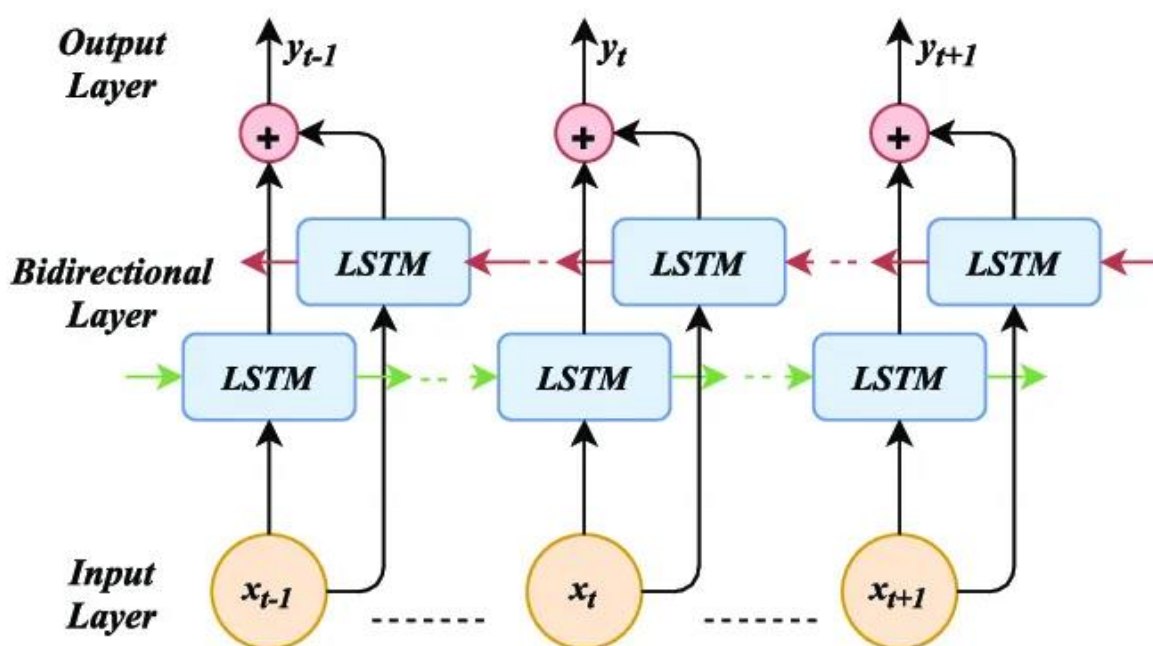 Output
Layer
y_{t-1}
y_t
y_{t+1}
+
+
+
LSTM
LSTM
LSTM
Bidirectional
Layer
LSTM
LSTM
LSTM
Input
Layer
x_{t-1}
x_t
x_{t+1}